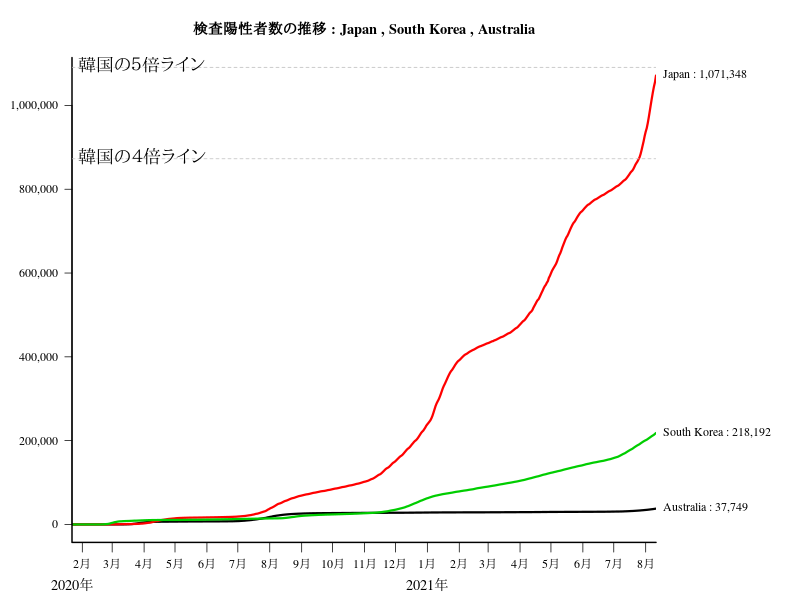 検査陽性者数の推移 : Japan , South Korea , Australia
韓国の５倍ライン
Japan : 1,071,348
1,000,000
韓国の４倍ライン
800,000
600,000
400,000
South Korea : 218,192
200,000
Australia : 37,749
0
2月 3月 4月 5月 6月 7月 8月 9月 10月 11月 12月 1月 2月 3月 4月 5月 6月 7月 8月
2020年 2021年